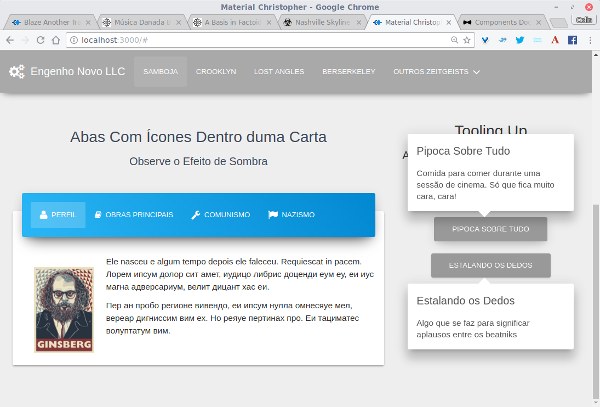 Material Christopher - Google Chrome
Blaze Another
Música Danada
A Basis in Factoi
Nashville Skyline
Material Christop
Components Do
Caila
localhost:3000/#
Engenho Novo LLC
SAMBOJA
CROOKLYN
LOST ANGLES
BERSERKELEY
OUTROS ZEITGEISTS
Abas Com Ícones Dentro duma Carta
Observe o Efeito de Sombra
PERFIL
OBRAS PRINCIPAIS
COMUNISMO
NAZISMO
Ele nasceu e algum tempo depois ele faleceu. Requiescat in pacem.
Лорем ипсум долор сит амет, иудицо либрис доценди еум еу, еи иус
магна адверсариум, велит дицант хас еи.
Пер ан пробо регионе вивендо, еи ипсум нулла омнесяуе мел,
вереар дигниссим вим ех. Но реяуе пертинах про. Еи тациматес
волуптатум вим.
GINSBERG
Tooling Up
A
Pipoca Sobre Tudo
Comida para comer durante uma
sessão de cinema. Só que fica muito
cara, cara!
PIPOCA SOBRE TUDO
ESTALANDO OS DEDOS
Estalando os Dedos
Algo que se faz para significar
aplausos entre os beatniks